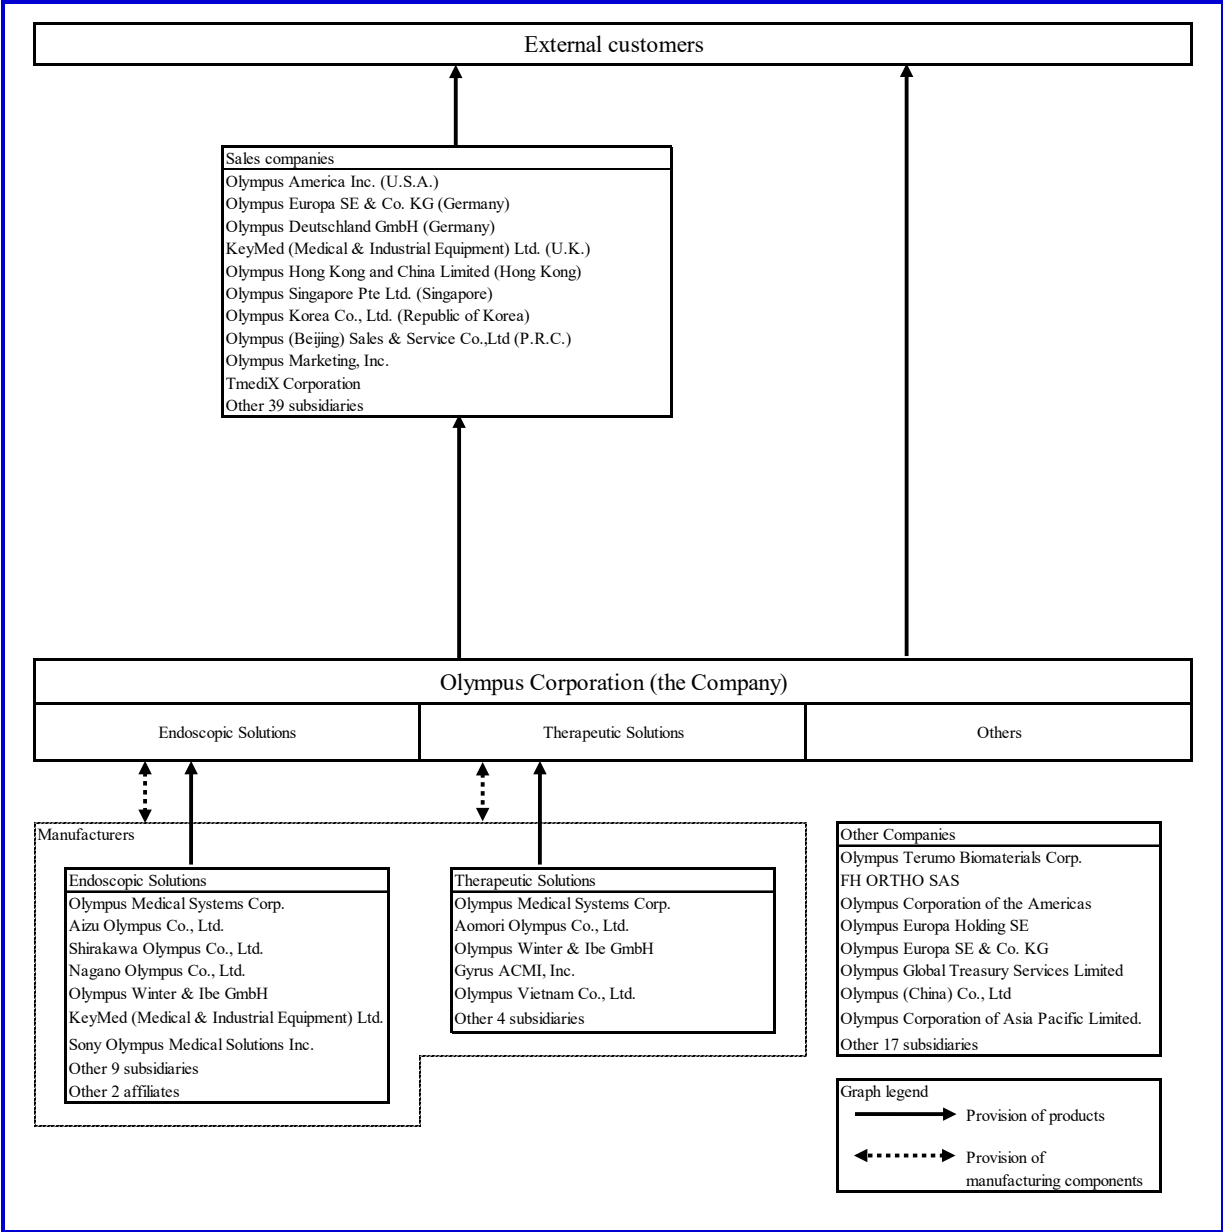 External customers
Sales companies
Olympus America Inc. (U.S.A.)
Olympus Europa SE & Co. KG (Germany)
Olympus Deutschland GmbH (Germany)
KeyMed (Medical & Industrial Equipment) Ltd. (U.K.)
Olympus Hong Kong and China Limited (Hong Kong)
Olympus Singapore Pte Ltd. (Singapore)
Olympus Korea Co., Ltd. (Republic of Korea)
Olympus (Beijing) Sales & Service Co.,Ltd (P.R.C.)
Olympus Marketing, Inc.
TmediX Corporation
Other 39 subsidiaries
Olympus Corporation (the Company)
Endoscopic Solutions
Therapeutic Solutions
Others
Manufacturers
Endoscopic Solutions
Olympus Medical Systems Corp.
Aizu Olympus Co., Ltd.
Shirakawa Olympus Co., Ltd.
Nagano Olympus Co., Ltd.
Olympus Winter & Ibe GmbH
KeyMed (Medical & Industrial Equipment) Ltd.
Sony Olympus Medical Solutions Inc.
Other 9 subsidiaries
Other 2 affiliates
Therapeutic Solutions
Olympus Medical Systems Corp.
Aomori Olympus Co., Ltd.
Olympus Winter & Ibe GmbH
Gyrus ACMI, Inc.
Olympus Vietnam Co., Ltd.
Other 4 subsidiaries
Other Companies
Olympus Terumo Biomaterials Corp.
FH ORTHO SAS
Olympus Corporation of the Americas
Olympus Europa Holding SE
Olympus Europa SE & Co. KG
Olympus Global Treasury Services Limited
Olympus (China) Co., Ltd
Olympus Corporation of Asia Pacific Limited.
Other 17 subsidiaries
Graph legend
Provision of products
Provision of
manufacturing components